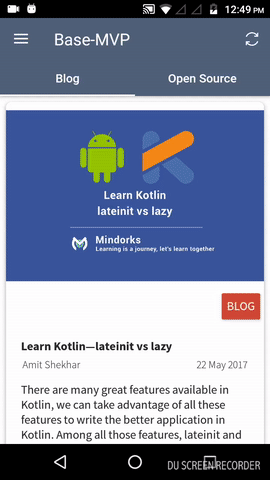 12:49 PM
Base-MVP
Blog
Open Source
Learn Kotlin
lateinit vs lazy
Mindorks
Learning is a journey, let's learn together
BLOG
Learn Kotlin—lateinit vs lazy
Amit Shekhar
22 May 2017
There are many great features available in
Kotlin, we can take advantage of all these
features to write the better application in
Kotlin. Among all those features, lateinit and
DU SCREEN RECORDER